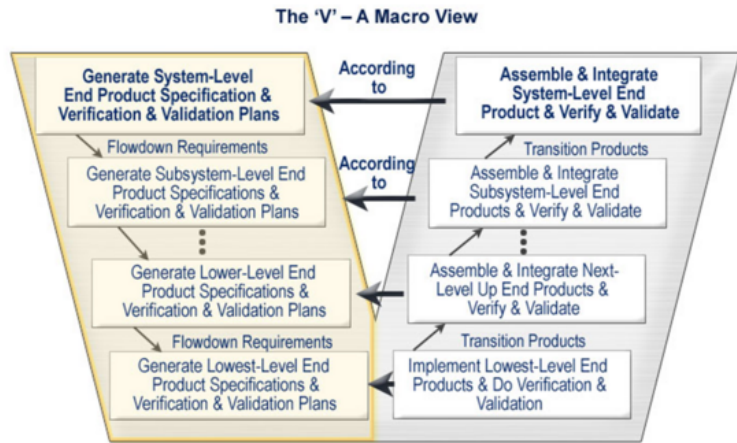 The ‘V’ – A Macro View
Generate System-Level
End Product Specification &
Verification & Validation Plans
According
to
Assemble & Integrate
System-Level End
Product & Verify & Validate
Flowdown Requirements
Transition Products
Generate Subsystem-Level End
Product Specifications &
Verification & Validation Plans
According
to
Assemble & Integrate
Subsystem-Level End
Products & Verify & Validate
Generate Lower-Level End
Product Specifications &
Verification & Validation Plans
Assemble & Integrate Next-
Level Up End Products &
Verify & Validate
Flowdown Requirements
Transition Products
Generate Lowest-Level End
Product Specifications &
Verification & Validation Plans
Implement Lowest-Level End
Products & Do Verification &
Validation